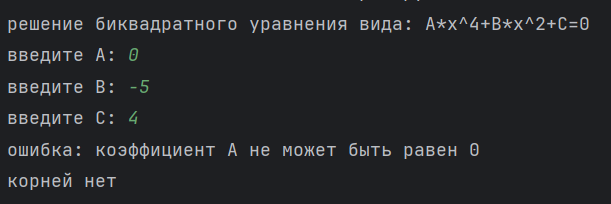 решение биквадратного уравнения вида: A*x^4+B*x^2+C=0
введите A: 0
введите B: -5
введите C: 4
ошибка: коэффициент A не может быть равен 0
корней нет